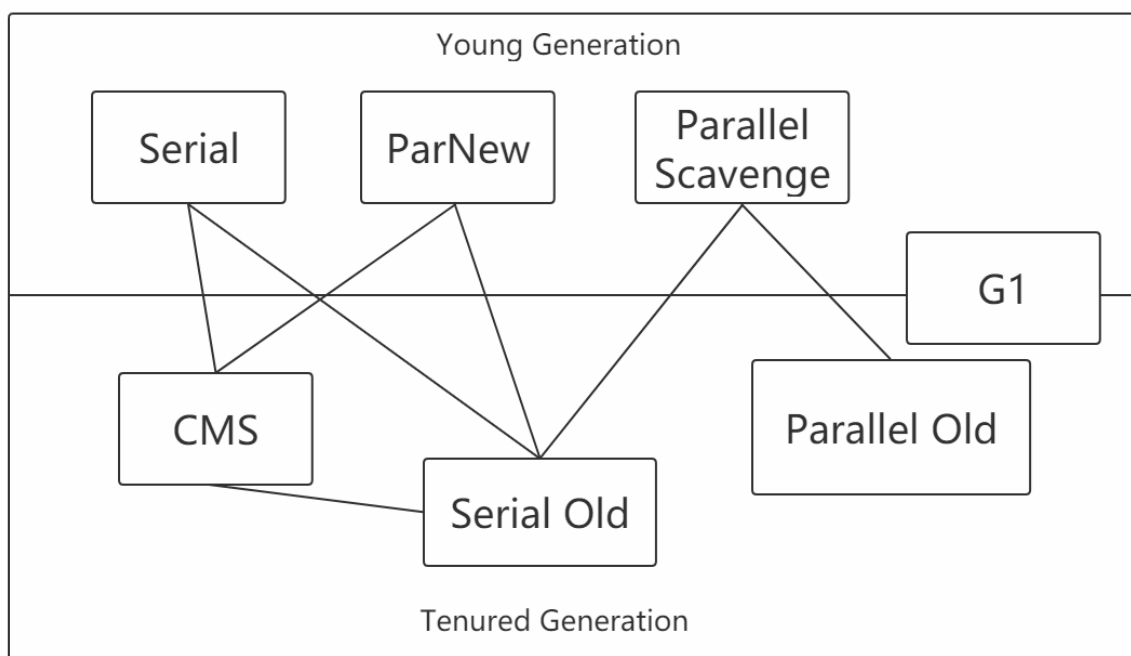 Young Generation
Serial
ParNew
Parallel
Scavenge
G1
CMS
Parallel Old
Serial Old
Tenured Generation